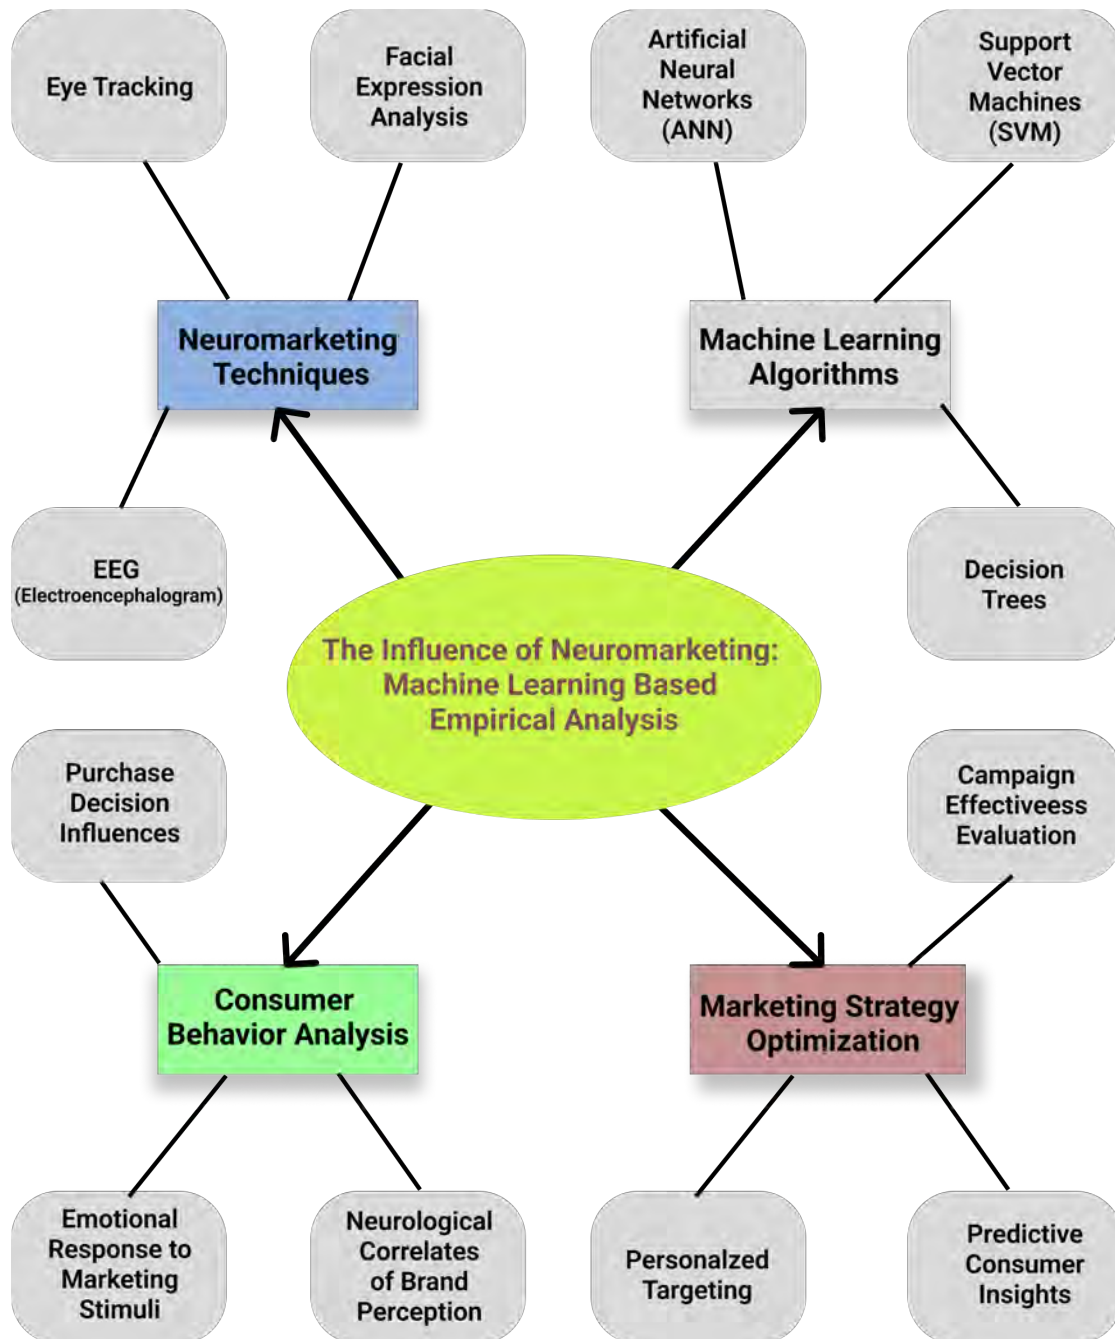 Eye Tracking
Facial
Expression
Analysis
Artificial
Neural
Networks
(ANN)
Support
Vector
Machines
(SVM)
Neuromarketing
Techniques
Machine Learning
Algorithms
EEG
(Electroencephalogram)
Decision
Trees
The Influence of Neuromarketing:
Machine Learning Based
Empirical Analysis
Purchase
Decision
Influences
Campaign
Effectiveess
Evaluation
Consumer
Behavior Analysis
Marketing Strategy
Optimization
Emotional
Response to
Marketing
Stimuli
Neurological
Correlates
of Brand
Perception
Personalzed
Targeting
Predictive
Consumer
Insights